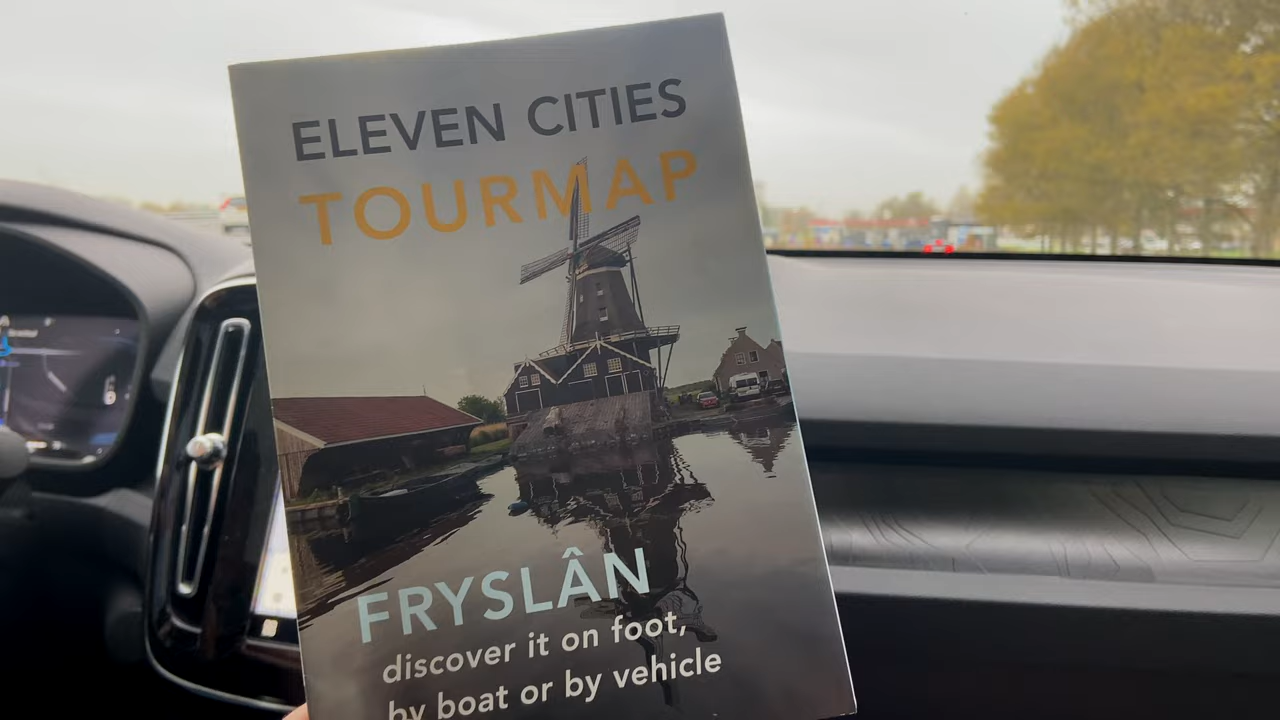 ELEVEN CITIES
TOURMAP
FRYSLÂN
discover it on foot,
by boat or by vehicle